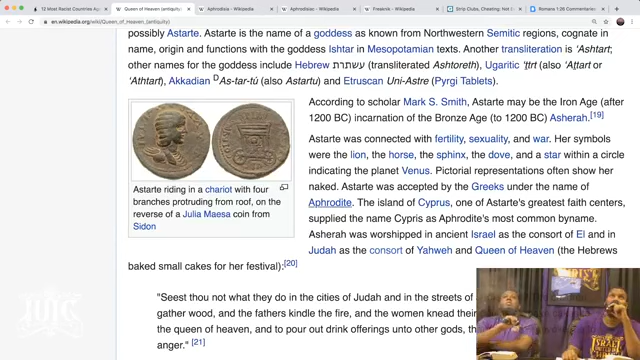 12 Most Racist Countries A
Queen of Heaven (antiquity)
Aphrodisia - Wikipedia
Aphrodisias - Wikipedia
Freaknik - Wikipedia
Strip Clubs, Cheating: Not
Romans 1:26 Commentaries
en.wikipedia.org/wiki/Queen_of_Heaven_(antiquity)
possibly Astarte. Astarte is the name of a goddess as known from Northwestern Semitic regions, cognate in
name, origin and functions with the goddess Ishtar in Mesopotamian texts. Another transliteration is 'Ashtart;
other names for the goddess include Hebrew עשתרת (transliterated Ashtoreth), Ugaritic 'ṯtrt (also 'Aṯtart or
'Athtart), Akkadian DAs-tar-tú (also Astartu) and Etruscan Uni-Astre (Pyrgi Tablets).
According to scholar Mark S. Smith, Astarte may be the Iron Age (after
1200 BC) incarnation of the Bronze Age (to 1200 BC) Asherah.[19]
Astarte was connected with fertility, sexuality, and war. Her symbols
were the lion, the horse, the sphinx, the dove, and a star within a circle
indicating the planet Venus. Pictorial representations often show her
naked. Astarte was accepted by the Greeks under the name of
Aphrodite. The island of Cyprus, one of Astarte's greatest faith centers,
supplied the name Cypris as Aphrodite's most common byname.
Asherah was worshipped in ancient Israel as the consort of El and in
Judah as the consort of Yahweh and Queen of Heaven (the Hebrews
baked small cakes for her festival):[20]
Astarte riding in a chariot with four
branches protruding from roof, on the
reverse of a Julia Maesa coin from
Sidon
"Seest thou not what they do in the cities of Judah and in the streets of
gather wood, and the fathers kindle the fire, and the women knead their
the queen of heaven, and to pour out drink offerings unto other gods, th
anger." [21]
IUIC
ISRAEL